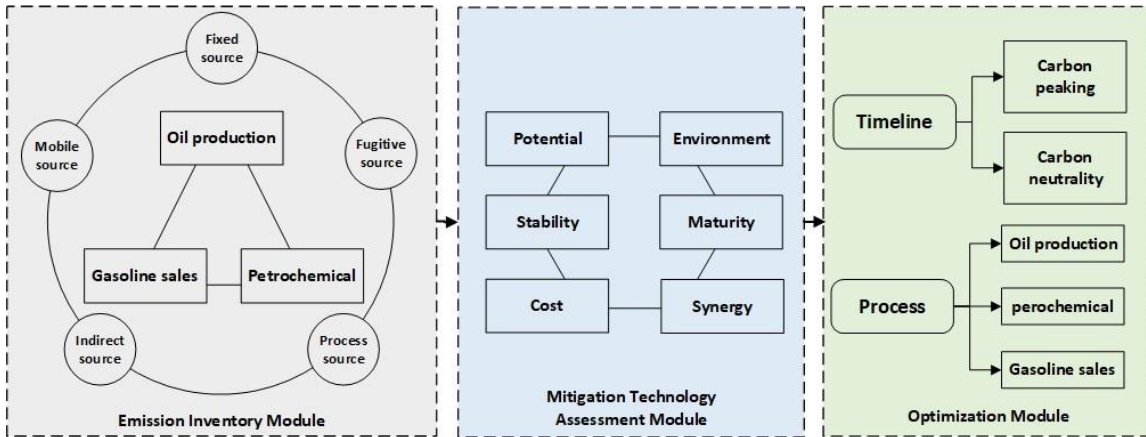 Fixed
source
Mobile
source
Oil production
Fugitive
source
Gasoline sales
Petrochemical
Indirect
source
Process
source
Emission Inventory Module
Potential
Environment
Stability
Maturity
Cost
Synergy
Mitigation Technology
Assessment Module
Timeline
Carbon
peaking
Carbon
neutrality
Process
Oil production
perochemical
Gasoline sales
Optimization Module